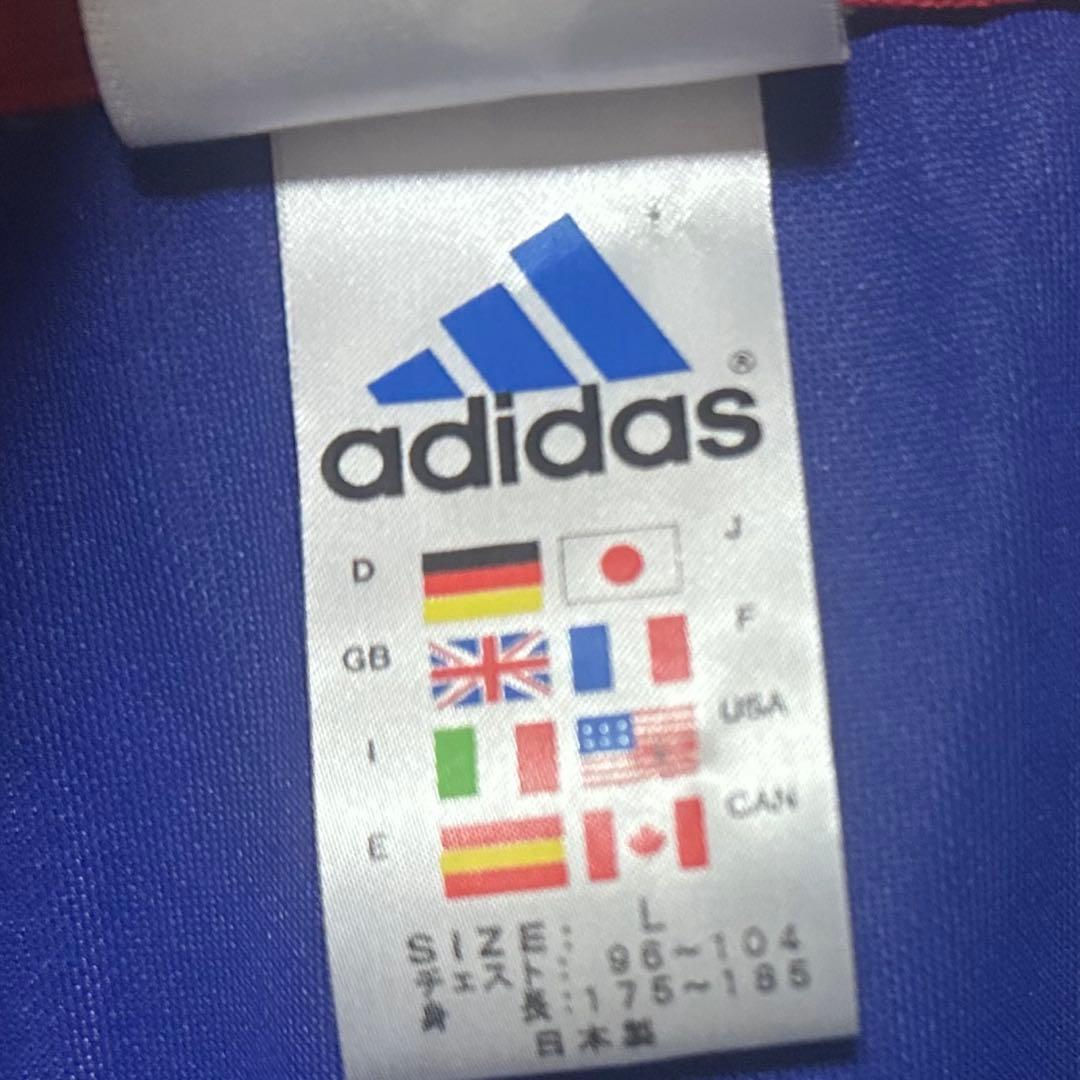 adidas®
D J
GB F
I USA
E CAN
SIZE: L
チェスト: 96~104
身長: 175~185
日本製